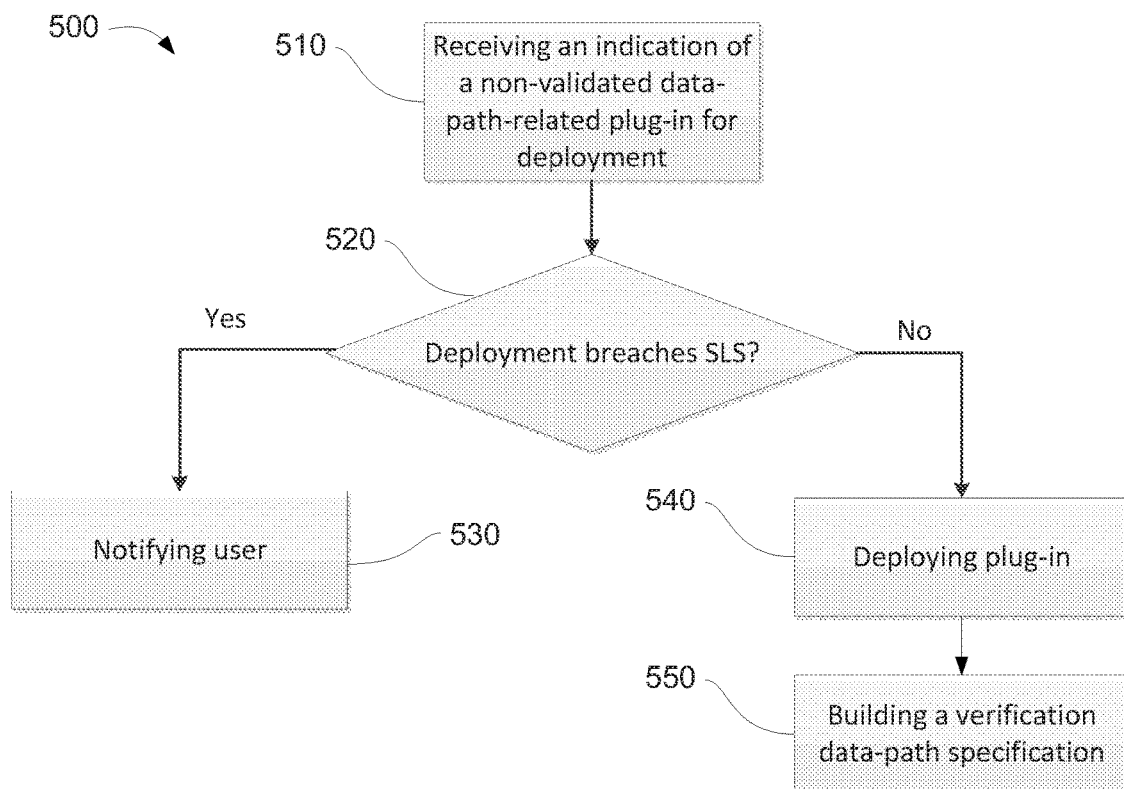 500
510
Receiving an indication of
a non-validated data-
path-related plug-in for
deployment
520
Yes
Deployment breaches SLS?
No
Notifying user
530
540
Deploying plug-in
550
Building a verification
data-path specification